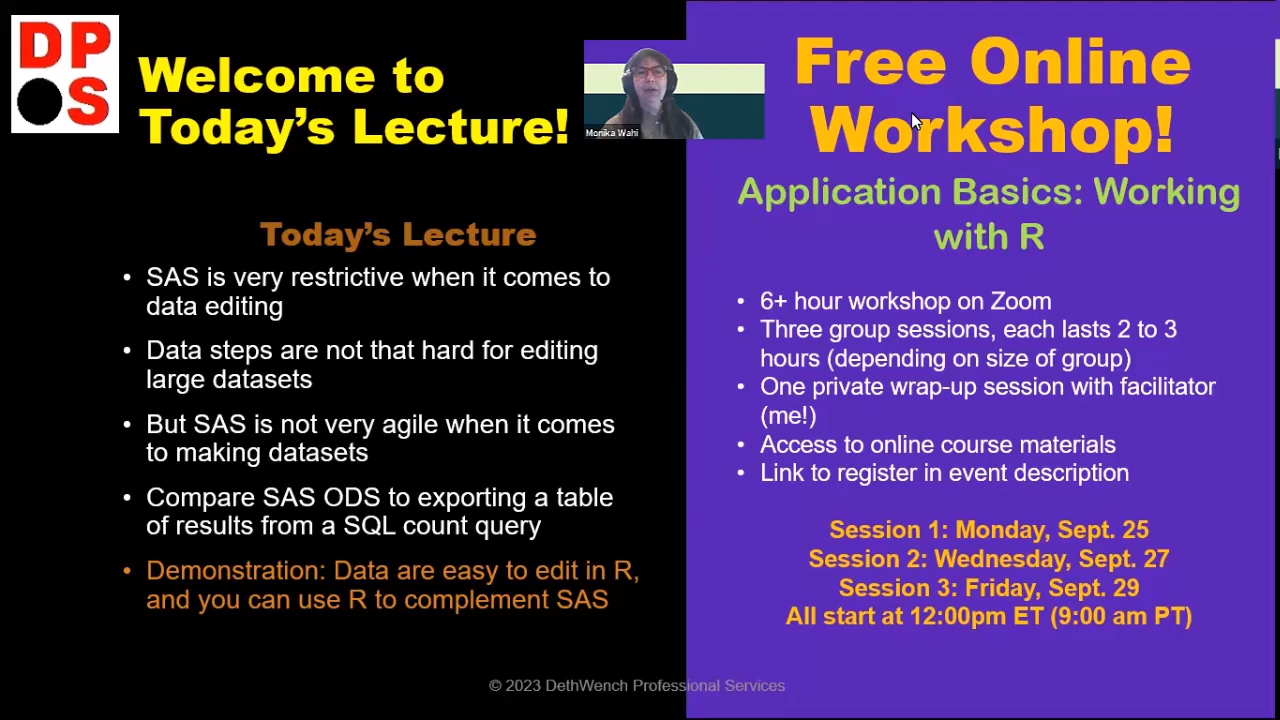 DP
S
Welcome to
Today's Lecture!
Today's Lecture
• SAS is very restrictive when it comes to
data editing
• Data steps are not that hard for editing
large datasets
• But SAS is not very agile when it comes
to making datasets
• Compare SAS ODS to exporting a table
of results from a SQL count query
• Demonstration: Data are easy to edit in R,
and you can use R to complement SAS
Monika Wahi
Free Online
Workshop!
Application Basics: Working
with R
• 6+ hour workshop on Zoom
• Three group sessions, each lasts 2 to 3
hours (depending on size of group)
• One private wrap-up session with facilitator
(me!)
• Access to online course materials
• Link to register in event description
Session 1: Monday, Sept. 25
Session 2: Wednesday, Sept. 27
Session 3: Friday, Sept. 29
All start at 12:00pm ET (9:00 am PT)
© 2023 DethWench Professional Services